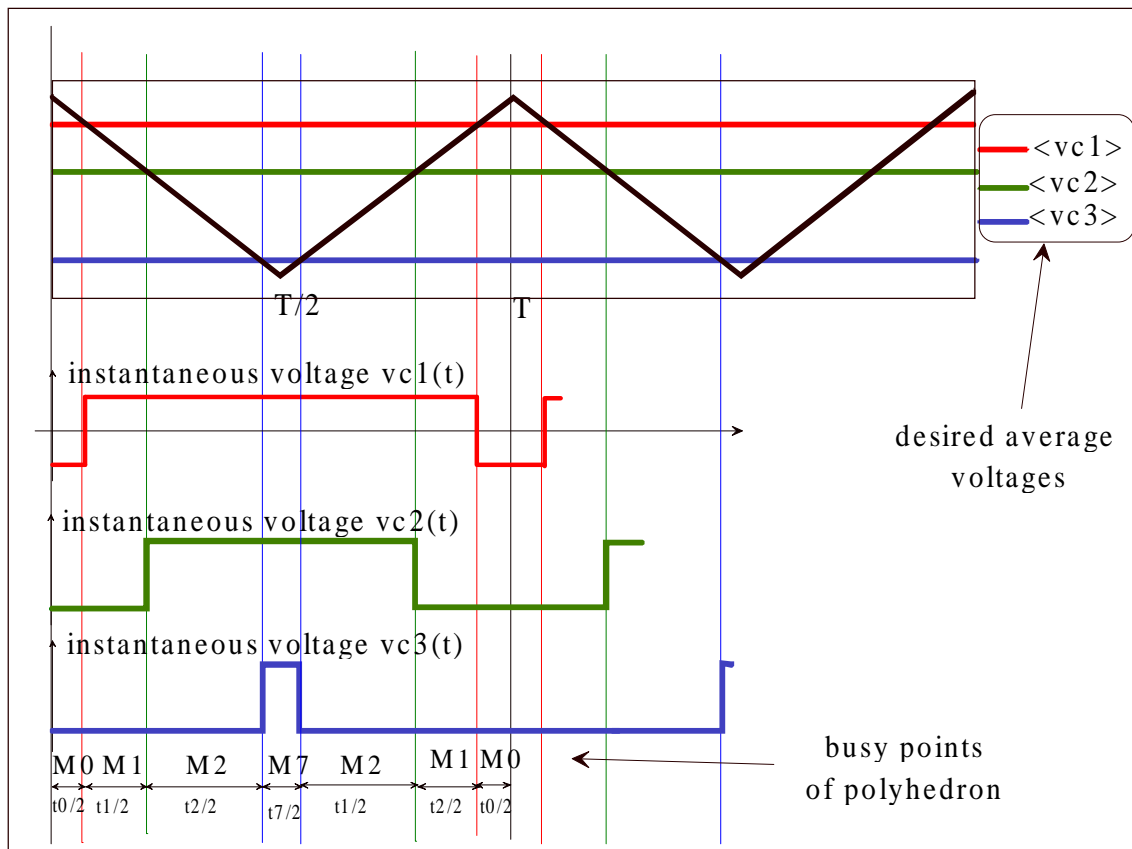 <vc1>
<vc2>
<vc3>
T/2
T
instantaneous voltage vc1(t)
desired average
voltages
instantaneous voltage vc2(t)
instantaneous voltage vc3(t)
M0 M1 M2 M7 M2 M1 M0
t0/2 t1/2 t2/2 t7/2 t1/2 t2/2 t0/2
busy points
of polyhedron